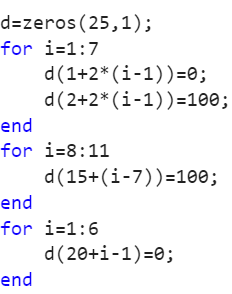 d=zeros(25,1);
for i=1:7
    d(1+2*(i-1))=0;
    d(2+2*(i-1))=100;
end
for i=8:11
    d(15+(i-7))=100;
end
for i=1:6
    d(20+i-1)=0;
end